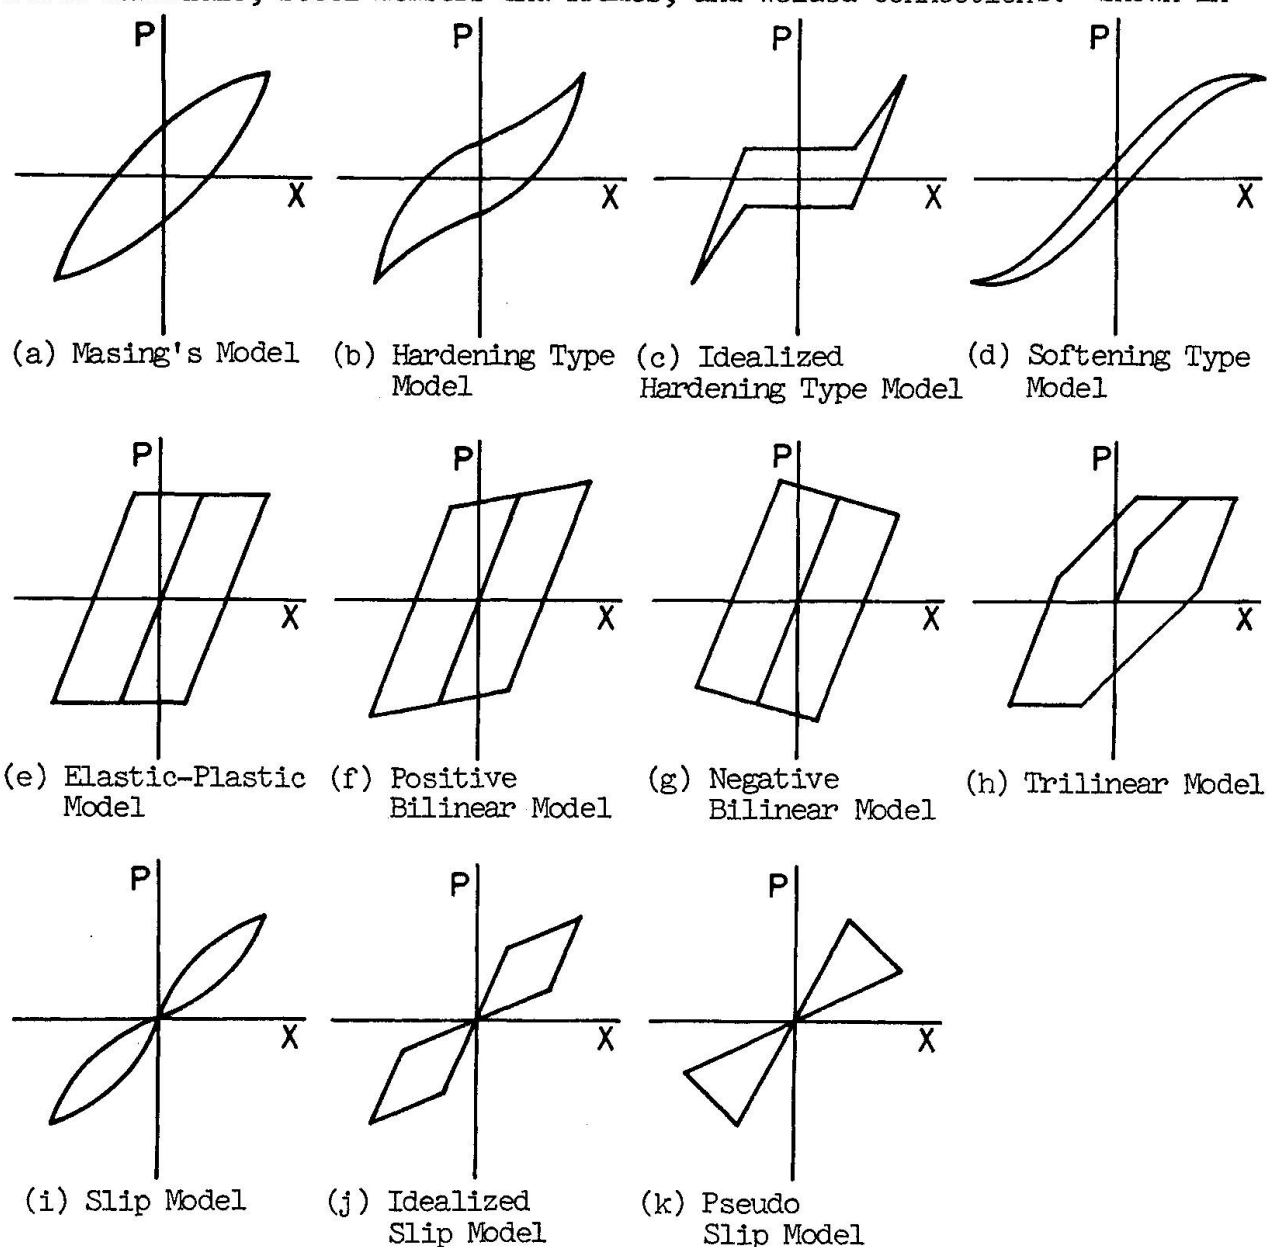 P P P P
X X X X
(a) Masing's Model (b) Hardening Type (c) Idealized (d) Softening Type
Model Hardening Type Model Model
P P P P
X X X X
(e) Elastic-Plastic (f) Positive (g) Negative (h) Trilinear Model
Model Bilinear Model Bilinear Model
P P P
X X X
(i) Slip Model (j) Idealized (k) Pseudo
Slip Model Slip Model